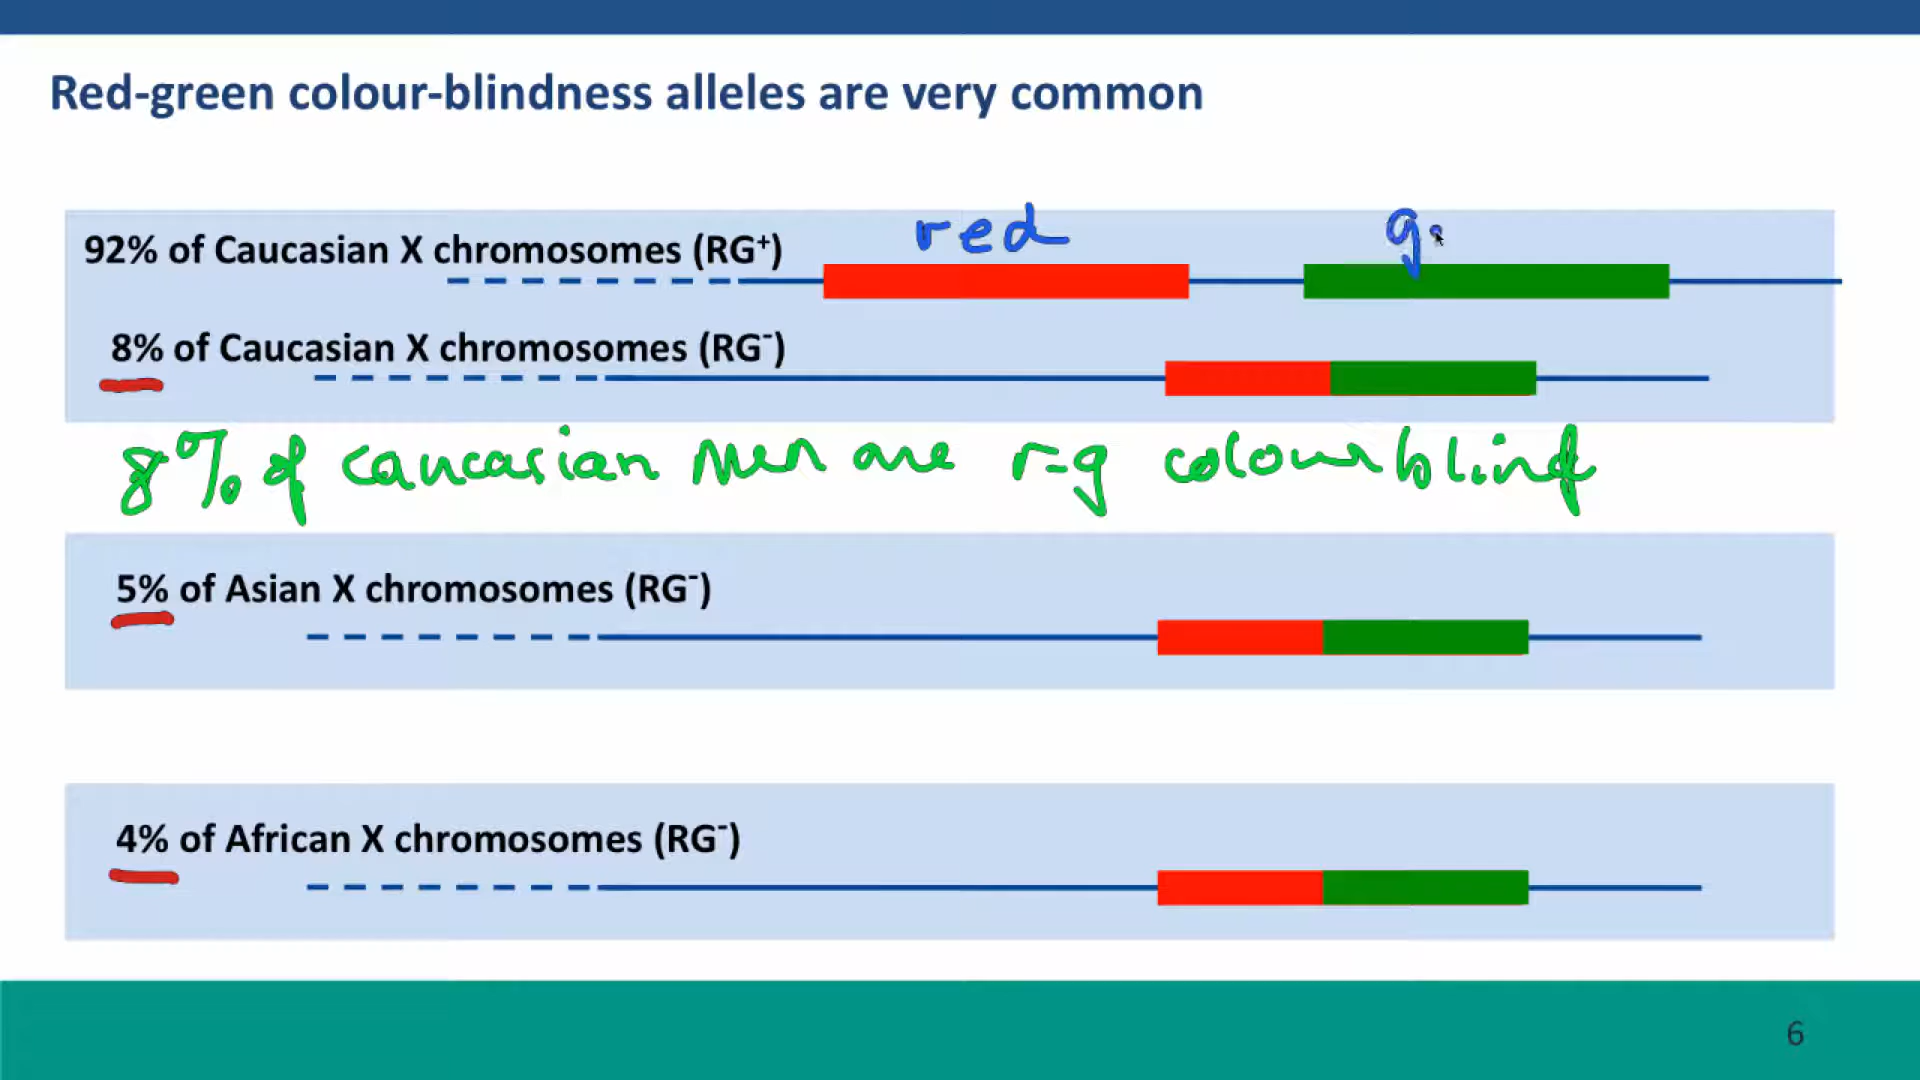 Red-green colour-blindness alleles are very common
red g
92% of Caucasian X chromosomes (RG⁺)
8% of Caucasian X chromosomes (RG⁻)
8% of caucasian men are r-g colourblind
5% of Asian X chromosomes (RG⁻)
4% of African X chromosomes (RG⁻)
6